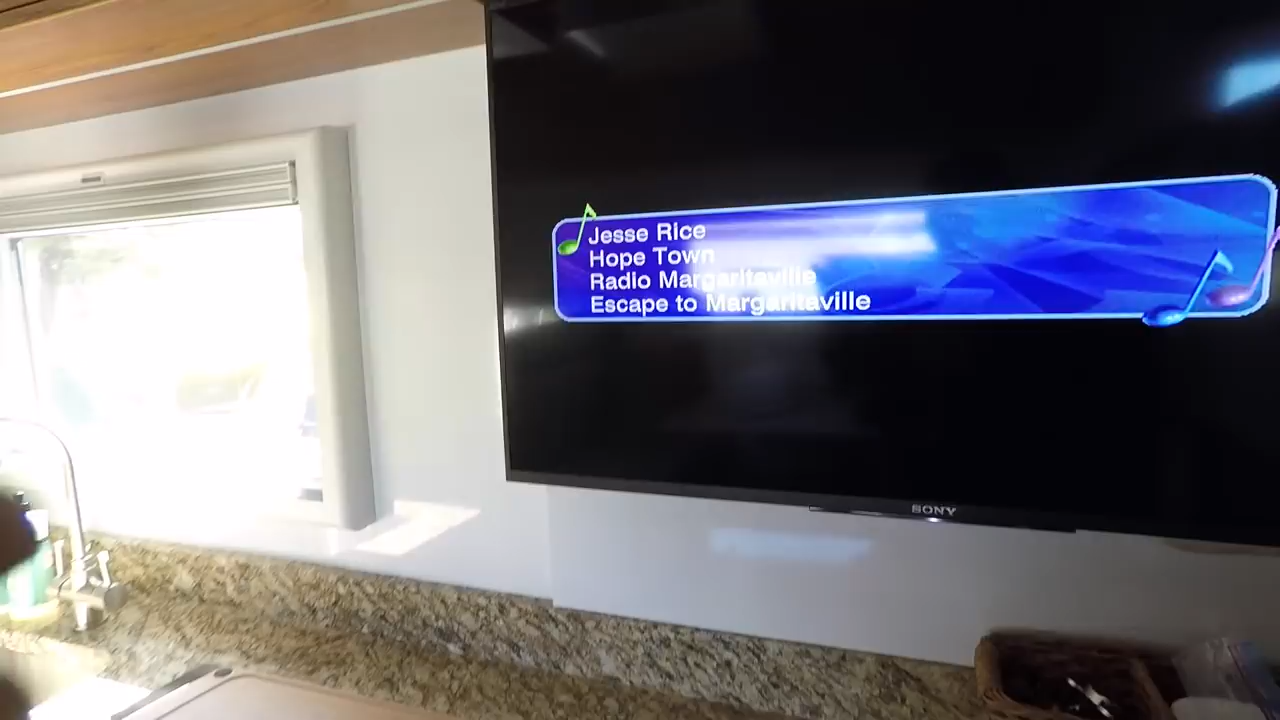 Jesse Rice
Hope Town
Radio Margaritaville
Escape to Margaritaville
SONY